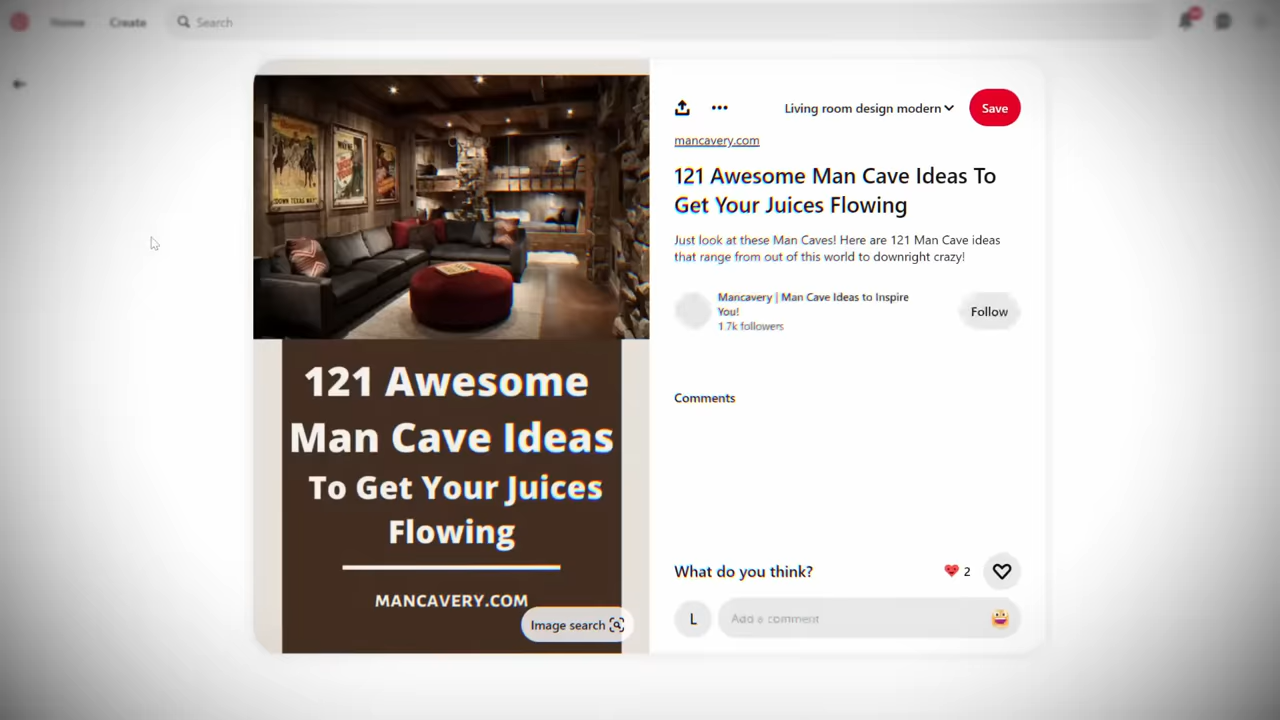 Home
Create
Search
Living room design modern
Save
mancavery.com
121 Awesome Man Cave Ideas To
Get Your Juices Flowing
Just look at these Man Caves! Here are 121 Man Cave ideas
that range from out of this world to downright crazy!
Mancavery | Man Cave Ideas to Inspire
You!
1.7k followers
Follow
Comments
What do you think?
2
L
Add a comment
121 Awesome
Man Cave Ideas
To Get Your Juices
Flowing
MANCAVERY.COM
Image search